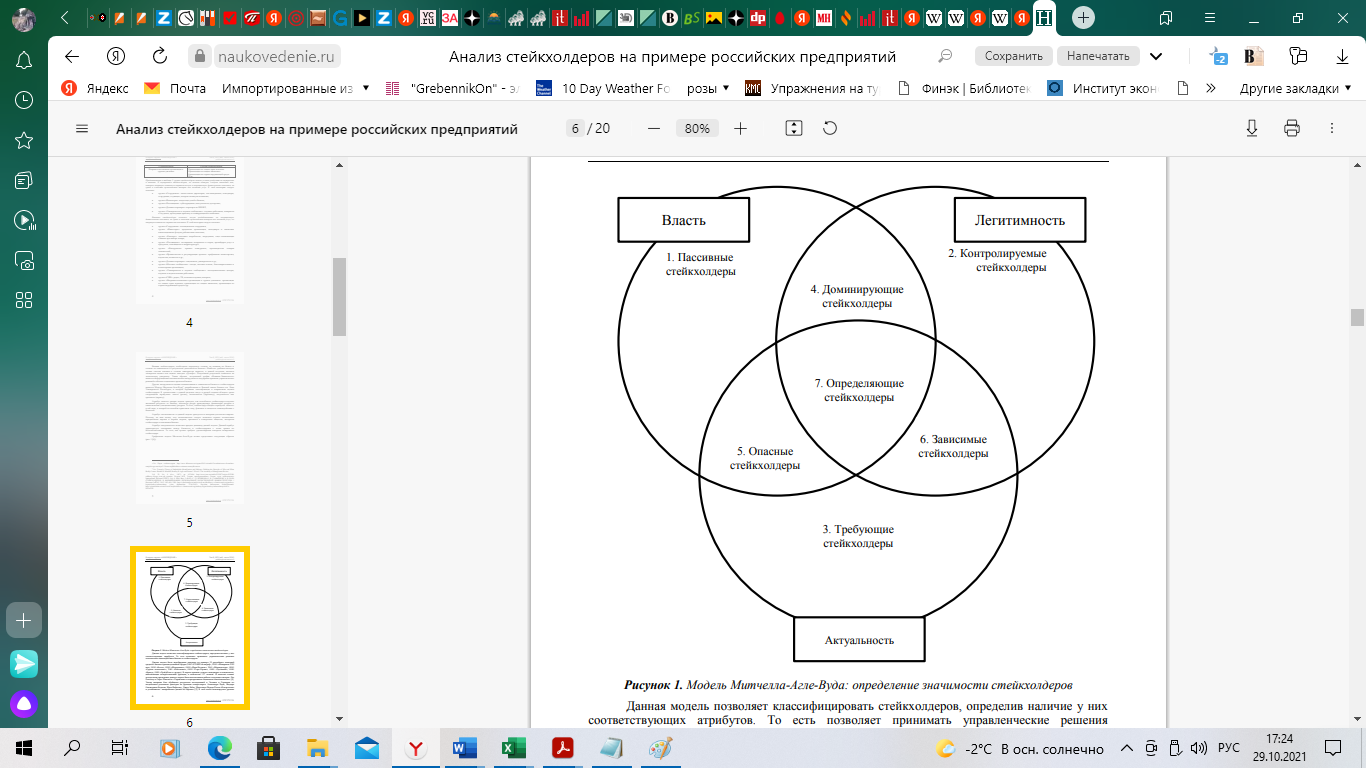 naukovedenie.ru
Анализ стейкхолдеров на примере российских предприятий
Сохранить
Напечатать
-2
Яндекс
Почта
Импортированные из
"GrebennikOn" - эл
10 Day Weather Fo
розы
КМС
Упражнения на ту
Финэк | Библиотек
Институт экон
Другие закладки
Анализ стейкхолдеров на примере российских предприятий
6 / 20
80%
4
5
6
Власть
Легитимность
1. Пассивные
стейкхолдеры
2. Контролируемые
стейкхолдеры
4. Доминирующие
стейкхолдеры
7. Определяющие
стейкхолдеры
5. Опасные
стейкхолдеры
6. Зависимые
стейкхолдеры
3. Требующие
стейкхолдеры
Актуальность
Рисунок 1. Модель Митчелла-Агле-Вуда: определение значимости стейкхолдеров
Данная модель позволяет классифицировать стейкхолдеров, определив наличие у них
соответствующих атрибутов. То есть позволяет принимать управленческие решения
-2°C В осн. солнечно
РУС
17:24
29.10.2021